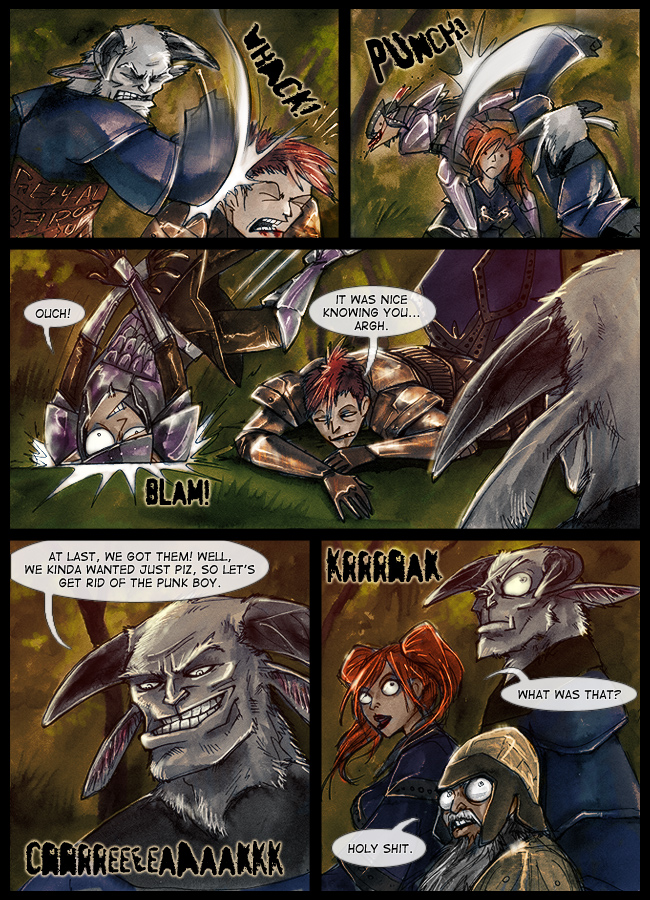 WHACK!
PUNCH!
OUCH!
IT WAS NICE
KNOWING YOU...
ARGH.
BLAM!
AT LAST, WE GOT THEM! WELL,
WE KINDA WANTED JUST PIZ, SO LET'S
GET RID OF THE PUNK BOY.
CRRRREEEEAAAAKKK
KRRRRAK
WHAT WAS THAT?
HOLY SHIT.